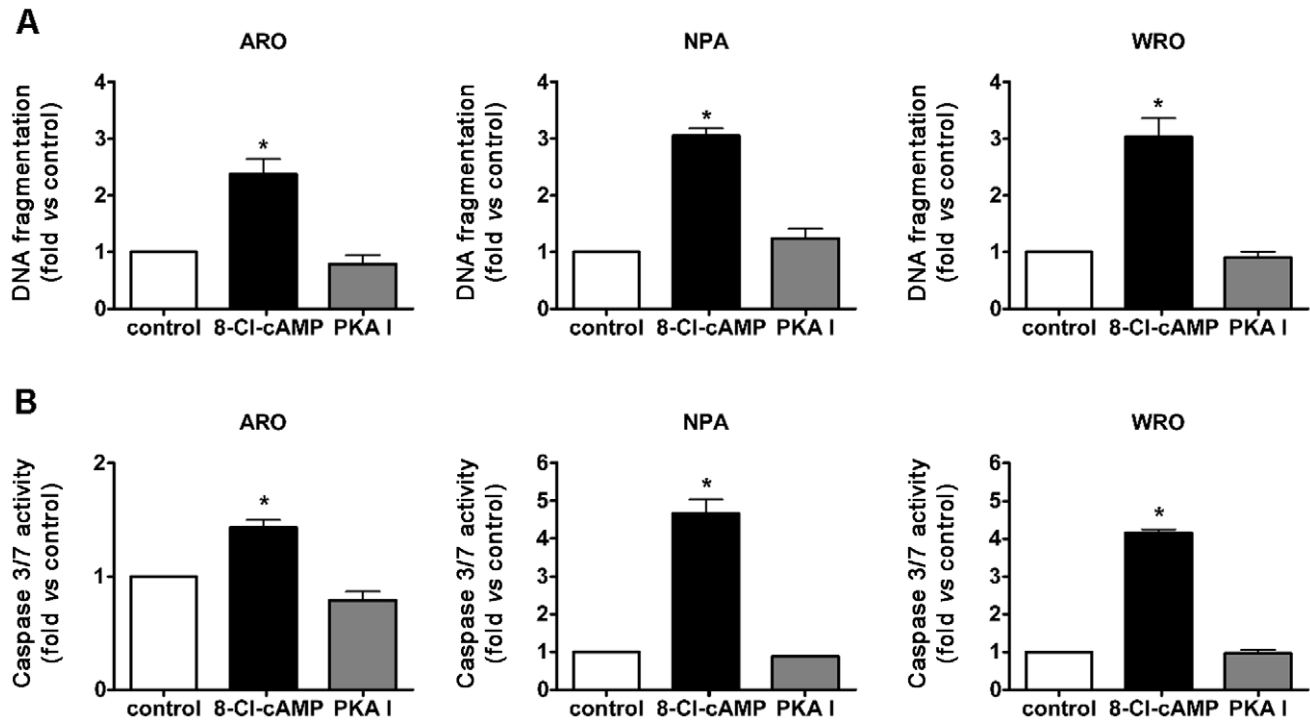 A
ARO
NPA
WRO
DNA fragmentation
(fold vs control)
4
3
2
1
0
*
control 8-Cl-cAMP PKA I
DNA fragmentation
(fold vs control)
4
3
2
1
0
*
control 8-Cl-cAMP PKA I
DNA fragmentation
(fold vs control)
4
3
2
1
0
*
control 8-Cl-cAMP PKA I
B
ARO
NPA
WRO
Caspase 3/7 activity
(fold vs control)
2
1
0
*
control 8-Cl-cAMP PKA I
Caspase 3/7 activity
(fold vs control)
6
5
4
3
2
1
0
*
control 8-Cl-cAMP PKA I
Caspase 3/7 activity
(fold vs control)
6
5
4
3
2
1
0
*
control 8-Cl-cAMP PKA I